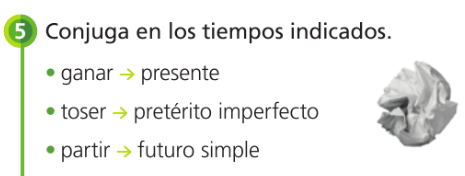 5 Conjuga en los tiempos indicados.
• ganar → presente
• toser → pretérito imperfecto
• partir → futuro simple